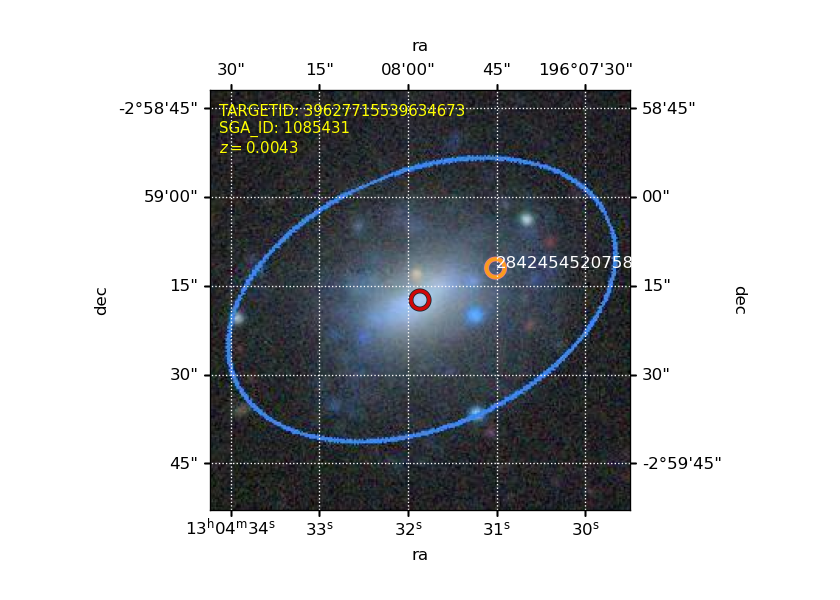 ra
30" 15" 08'00" 45" 196°07'30"
-2°58'45" 58'45"
TARGETID: 39627715539634673
SGA_ID: 1085431
z = 0.0043
59'00" 00"
2842454520758
15" 15"
dec dec
30" 30"
45" -2°59'45"
13ʰ04ᵐ34ˢ 33ˢ 32ˢ 31ˢ 30ˢ
ra